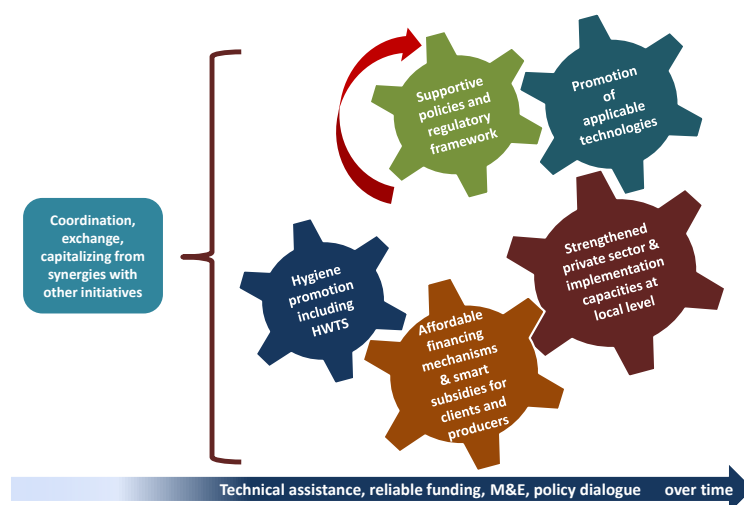 Supportive
policies and
regulatory
framework
Promotion
of
applicable
technologies
Coordination,
exchange,
capitalizing from
synergies with
other initiatives
Hygiene
promotion
including
HWTS
Strengthened
private sector &
implementation
capacities at
local level
Affordable
financing
mechanisms
& smart
subsidies for
clients and
producers
Technical assistance, reliable funding, M&E, policy dialogue over time